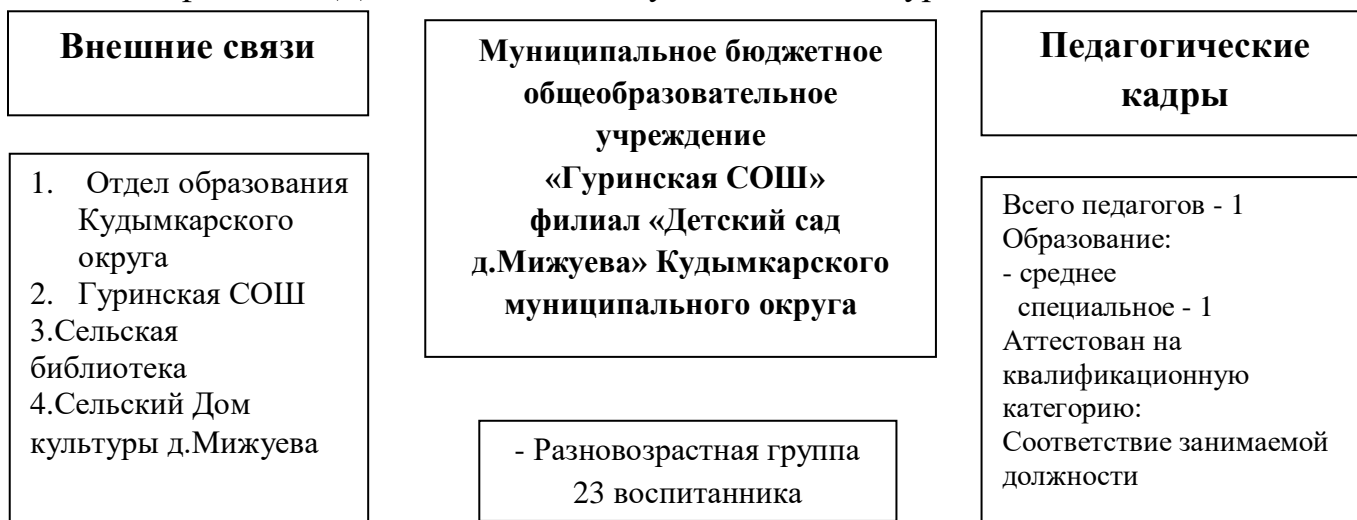 Внешние связи
1. Отдел образования
Кудымкарского
округа
2. Гуринская СОШ
3.Сельская
библиотека
4.Сельский Дом
культуры д.Мижуева
Муниципальное бюджетное
общеобразовательное
учреждение
«Гуринская СОШ»
филиал «Детский сад
д.Мижуева» Кудымкарского
муниципального округа
- Разновозрастная группа
23 воспитанника
Педагогические
кадры
Всего педагогов - 1
Образование:
- среднее
специальное - 1
Аттестован на
квалификационную
категорию:
Соответствие занимаемой
должности